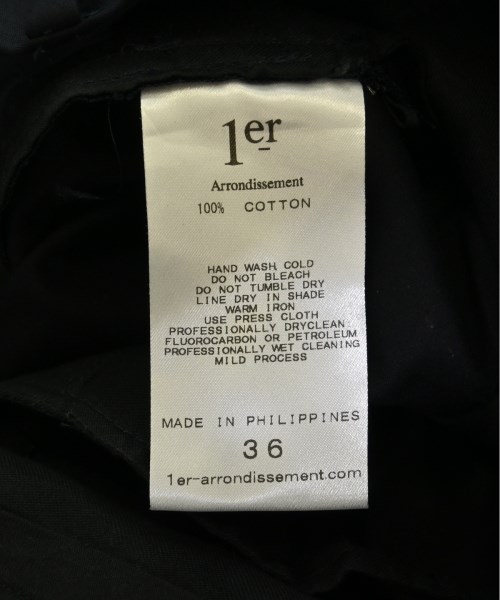 1er
Arrondissement
100% COTTON
HAND WASH COLD
DO NOT BLEACH
DO NOT TUMBLE DRY
LINE DRY IN SHADE
WARM IRON
USE PRESS CLOTH
PROFESSIONALLY DRYCLEAN:
FLUOROCARBON OR PETROLEUM
PROFESSIONALLY WET CLEANING
MILD PROCESS
MADE IN PHILIPPINES
36
1er-arrondissement.com